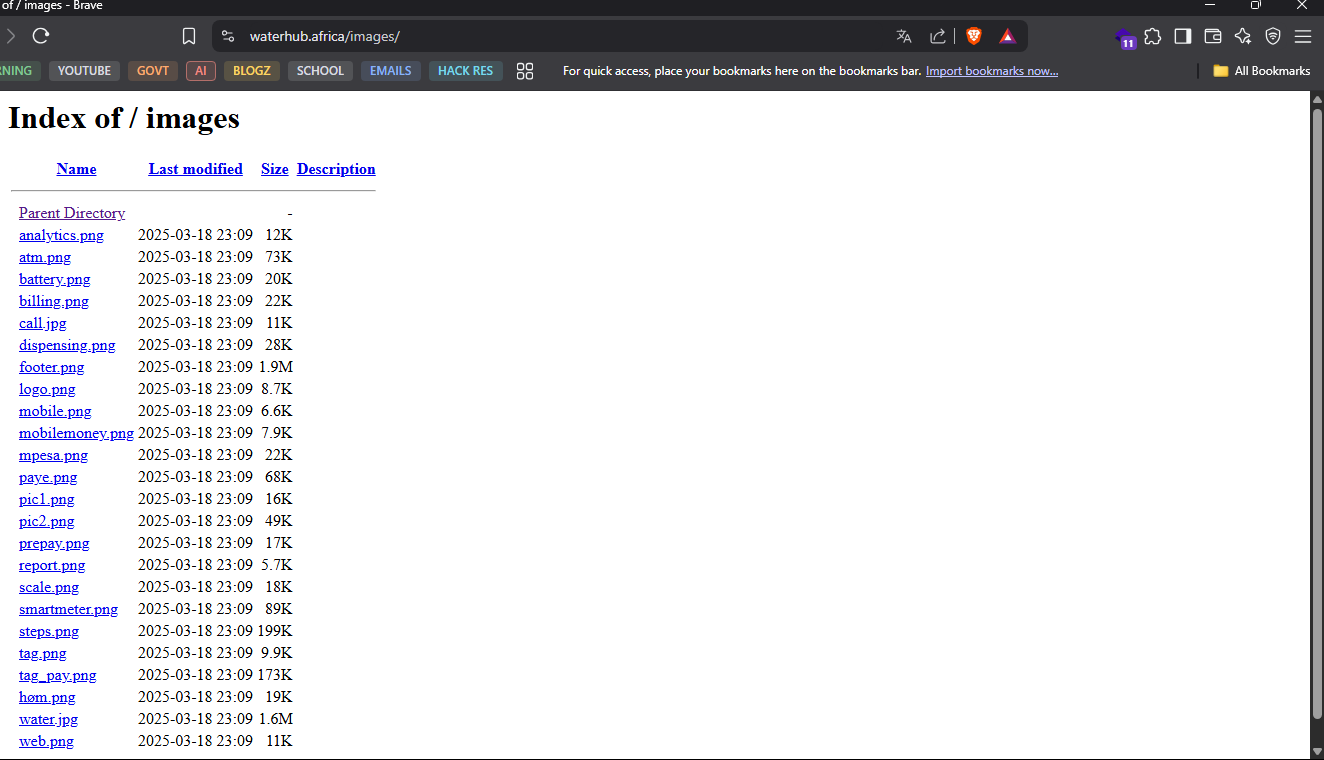 of / images - Brave
waterhub.africa/images/
11
RNING YOUTUBE GOVT AI BLOGZ SCHOOL EMAILS HACK RES For quick access, place your bookmarks here on the bookmarks bar. Import bookmarks now... All Bookmarks
Index of / images
Name Last modified Size Description
Parent Directory -
analytics.png 2025-03-18 23:09 12K
atm.png 2025-03-18 23:09 73K
battery.png 2025-03-18 23:09 20K
billing.png 2025-03-18 23:09 22K
call.jpg 2025-03-18 23:09 11K
dispensing.png 2025-03-18 23:09 28K
footer.png 2025-03-18 23:09 1.9M
logo.png 2025-03-18 23:09 8.7K
mobile.png 2025-03-18 23:09 6.6K
mobilemoney.png 2025-03-18 23:09 7.9K
mpesa.png 2025-03-18 23:09 22K
paye.png 2025-03-18 23:09 68K
pic1.png 2025-03-18 23:09 16K
pic2.png 2025-03-18 23:09 49K
prepay.png 2025-03-18 23:09 17K
report.png 2025-03-18 23:09 5.7K
scale.png 2025-03-18 23:09 18K
smartmeter.png 2025-03-18 23:09 89K
steps.png 2025-03-18 23:09 199K
tag.png 2025-03-18 23:09 9.9K
tag_pay.png 2025-03-18 23:09 173K
høm.png 2025-03-18 23:09 19K
water.jpg 2025-03-18 23:09 1.6M
web.png 2025-03-18 23:09 11K